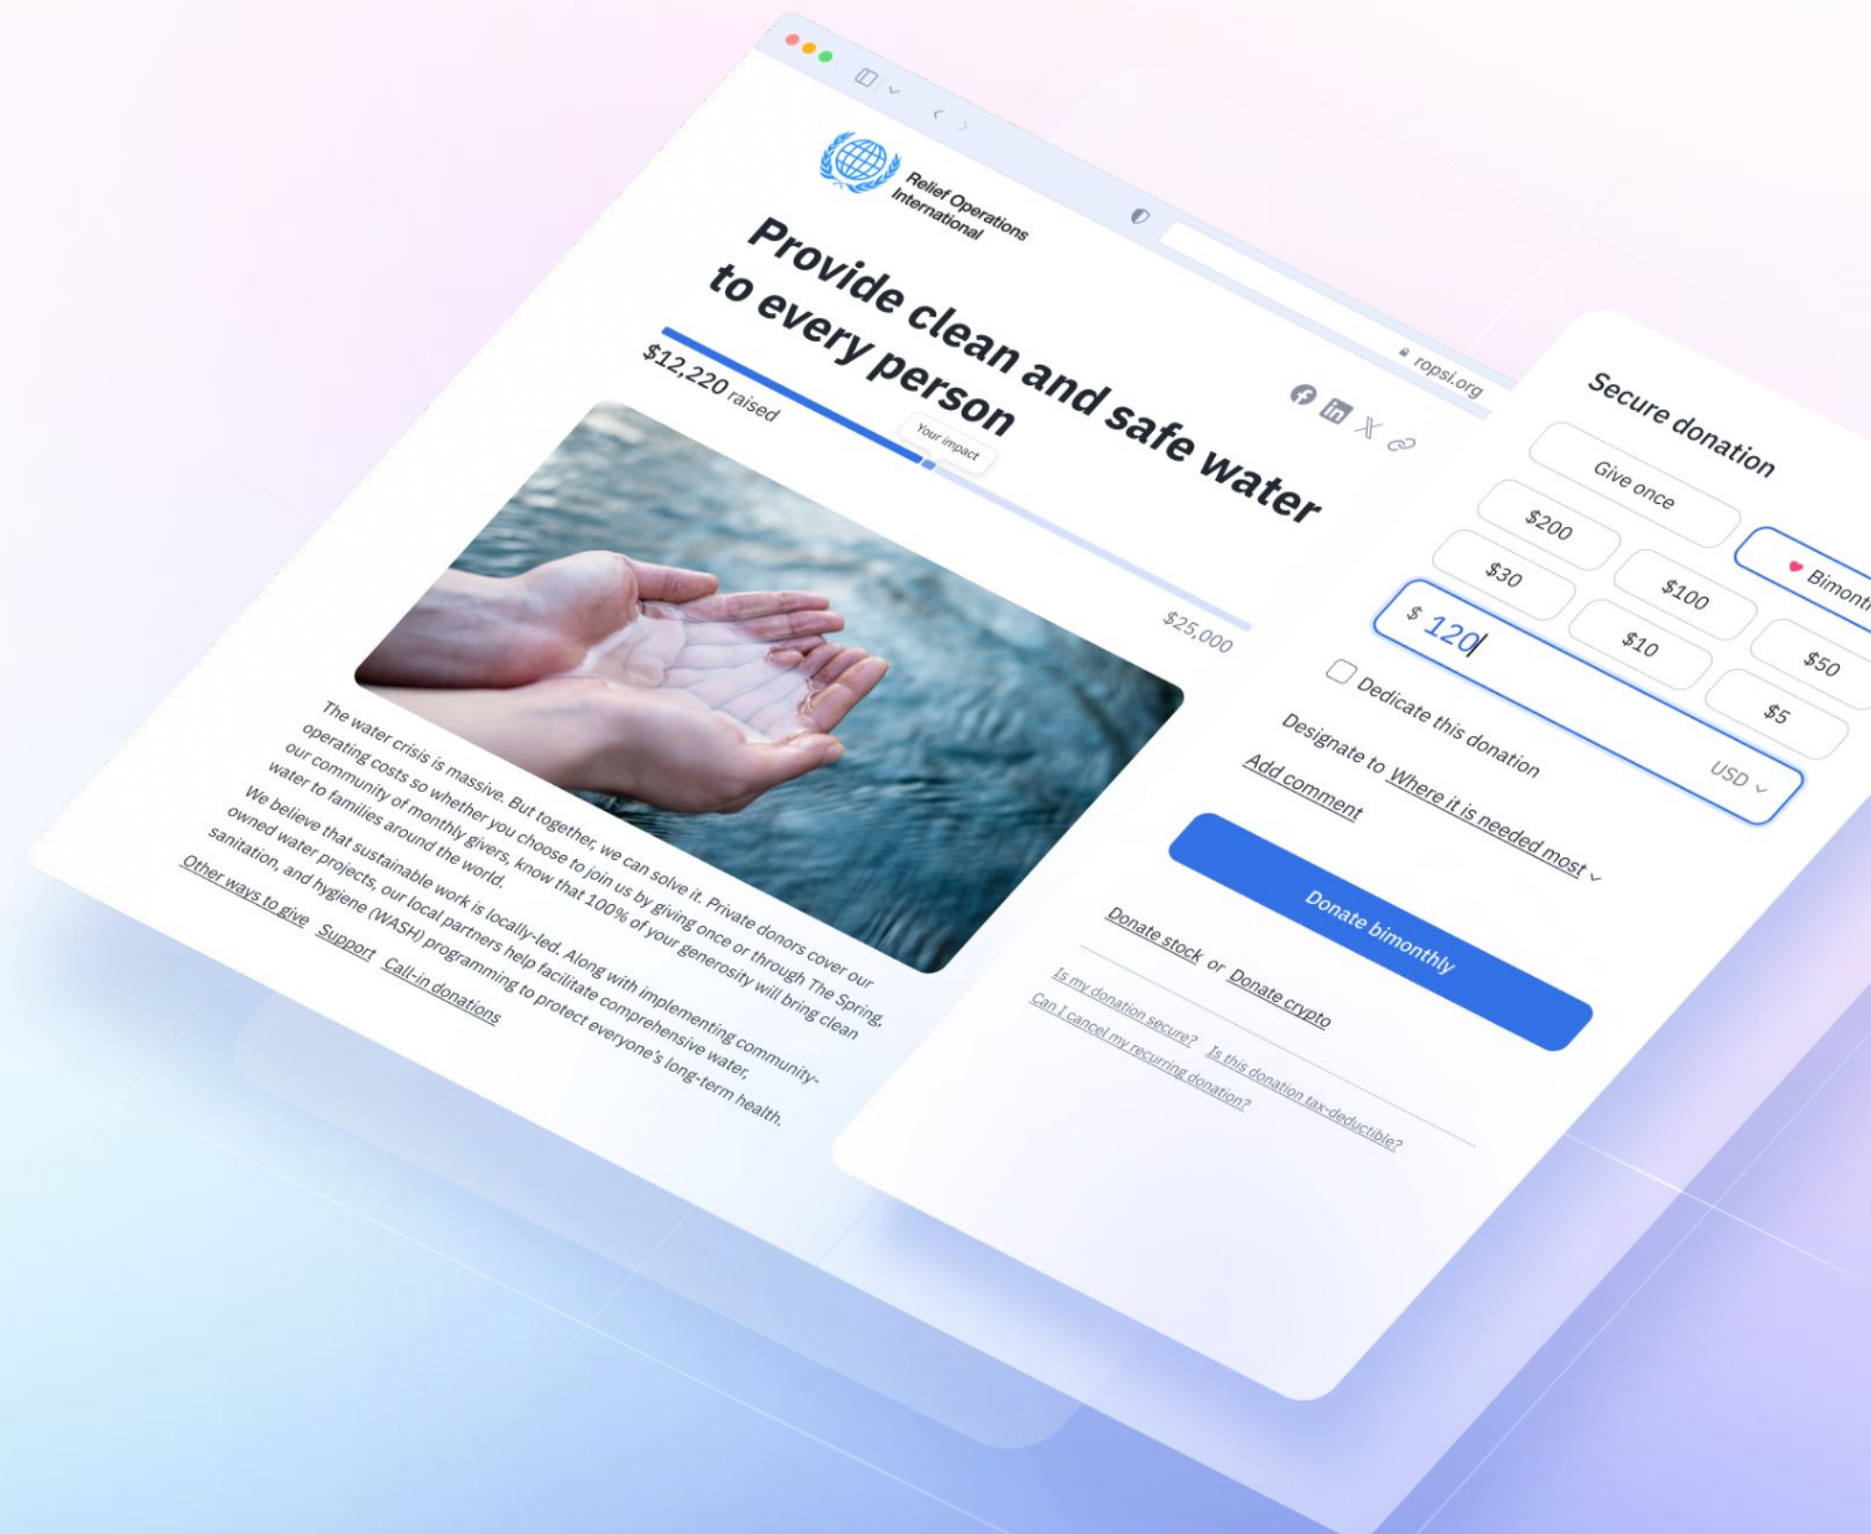 ropsi.org
Relief Operations
International
Provide clean and safe water
to every person
Your impact
$12,220 raised
$25,000
The water crisis is massive. But together, we can solve it. Private donors cover our
operating costs so whether you choose to join us by giving once or through The Spring,
our community of monthly givers, know that 100% of your generosity will bring clean
water to families around the world.
We believe that sustainable work is locally-led. Along with implementing community-
owned water projects, our local partners help facilitate comprehensive water,
sanitation, and hygiene (WASH) programming to protect everyone's long-term health.
Other ways to give Support Call-in donations
Secure donation
Give once
Bimonth
$200 $100 $50
$30 $10 $5
$ 120 USD
Dedicate this donation
Designate to Where it is needed most
Add comment
Donate bimonthly
Donate stock or Donate crypto
Is my donation secure? Is this donation tax-deductible?
Can I cancel my recurring donation?